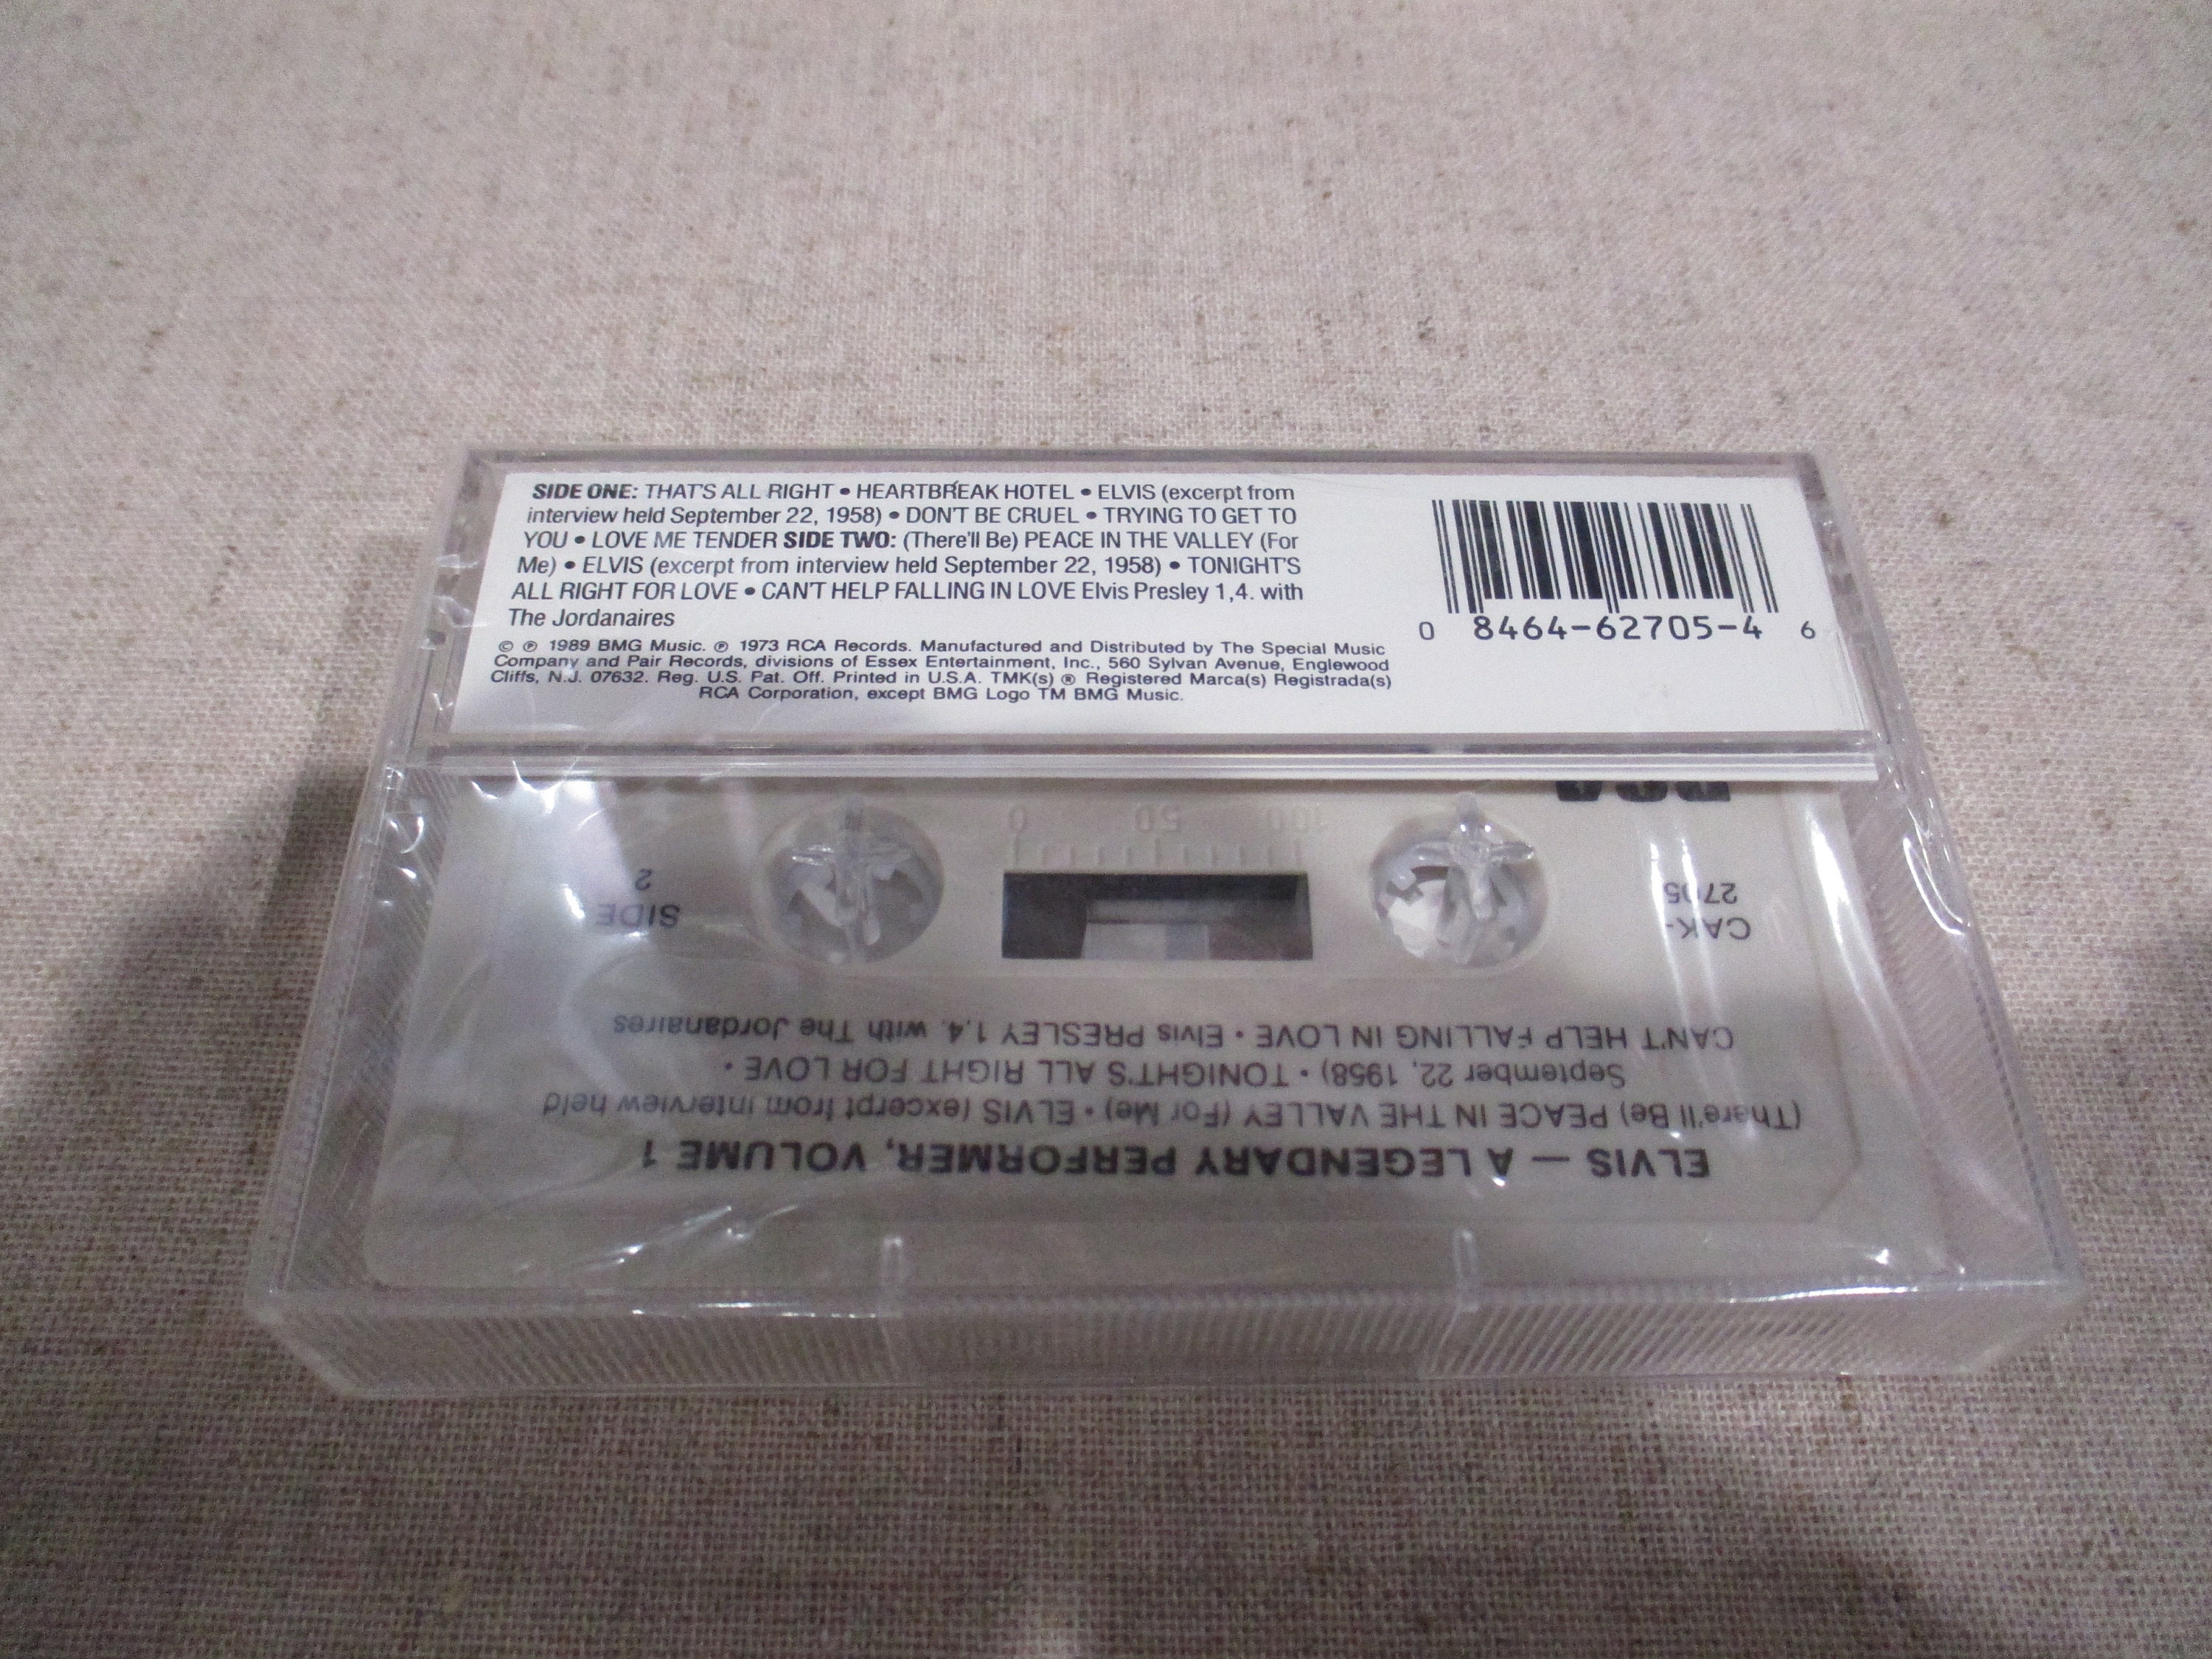 SIDE ONE: THAT'S ALL RIGHT • HEARTBREAK HOTEL • ELVIS (excerpt from
interview held September 22, 1958) • DON'T BE CRUEL • TRYING TO GET TO
YOU • LOVE ME TENDER SIDE TWO: (There'll Be) PEACE IN THE VALLEY (For
Me) • ELVIS (excerpt from interview held September 22, 1958) • TONIGHT'S
ALL RIGHT FOR LOVE • CAN'T HELP FALLING IN LOVE Elvis Presley 1,4. with
The Jordanaires
© ℗ 1989 BMG Music. ℗ 1973 RCA Records. Manufactured and Distributed by The Special Music
Company and Pair Records, divisions of Essex Entertainment, Inc., 560 Sylvan Avenue, Englewood
Cliffs, N.J. 07632. Reg. U.S. Pat. Off. Printed in U.S.A. TMK(s) ® Registered Marca(s) Registrada(s)
RCA Corporation, except BMG Logo TM BMG Music.
0 8464-62705-4 6
ELVIS — A LEGENDARY PERFORMER, VOLUME 1
(There'll Be) PEACE IN THE VALLEY (For Me) • ELVIS (excerpt from interview held
September 22, 1958) • TONIGHT'S ALL RIGHT FOR LOVE •
CAN'T HELP FALLING IN LOVE • Elvis PRESLEY 1,4. with The Jordanaires
CAK-
2705
SIDE
2
100 50 0
RCA